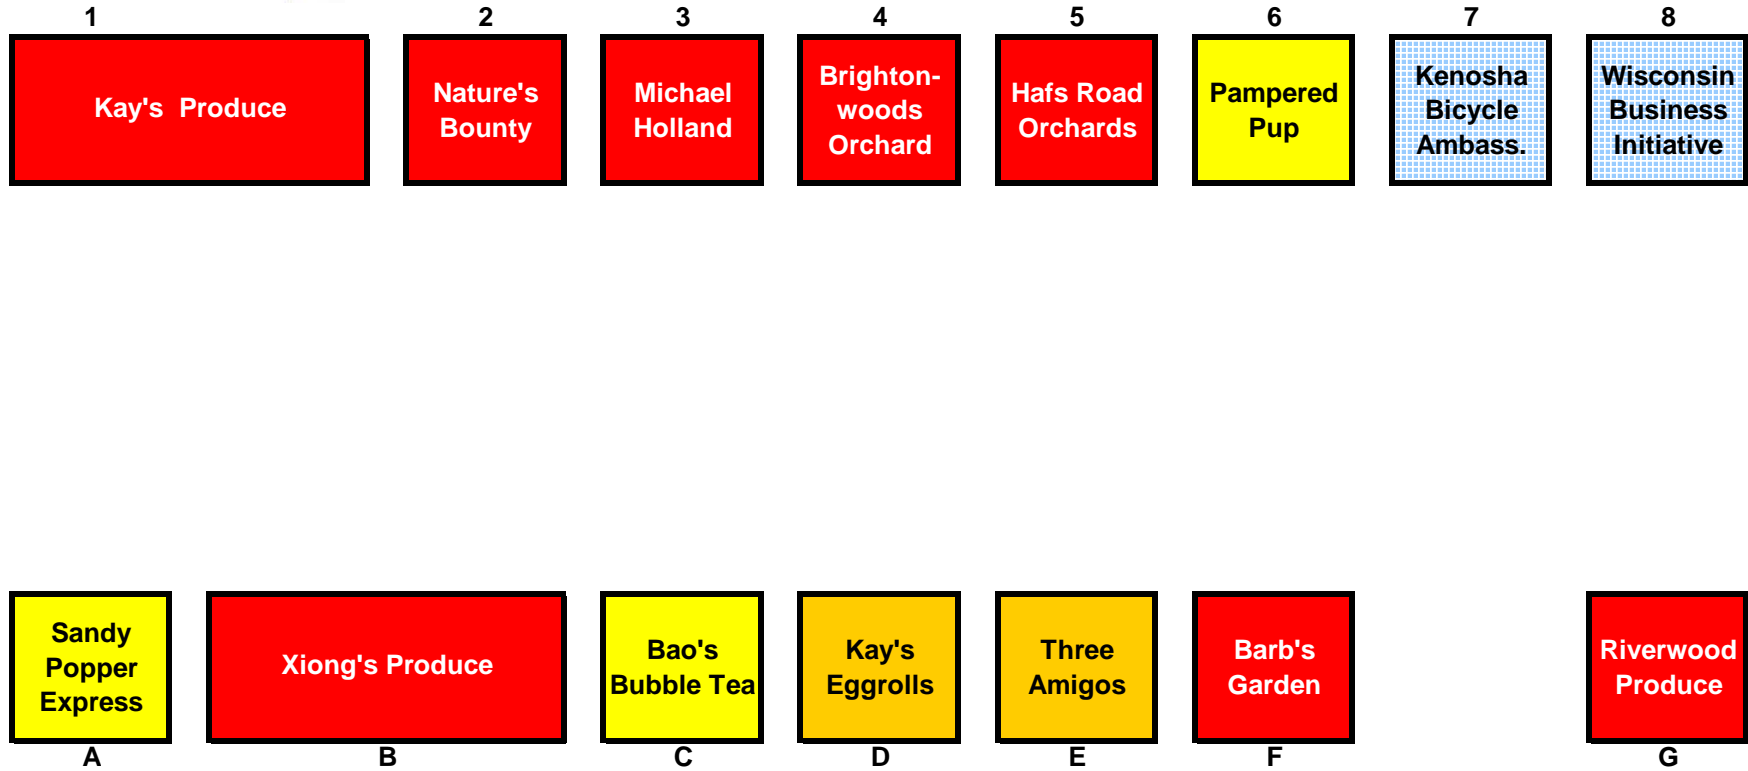 1 2 3 4 5 6 7 8
Kay's Produce
Nature's
Bounty
Michael
Holland
Brighton-
woods
Orchard
Hafs Road
Orchards
Pampered
Pup
Kenosha
Bicycle
Ambass.
Wisconsin
Business
Initiative
Sandy
Popper
Express
Xiong's Produce
Bao's
Bubble Tea
Kay's
Eggrolls
Three
Amigos
Barb's
Garden
Riverwood
Produce
A B C D E F G